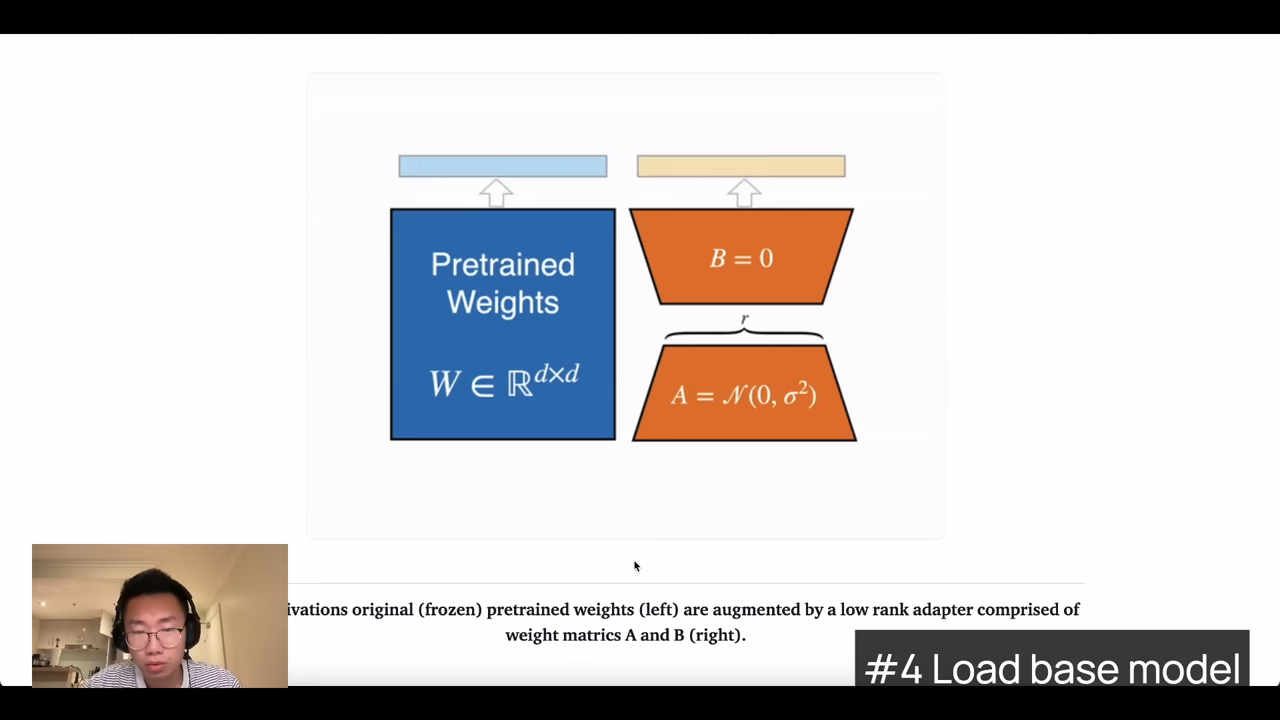 Pretrained
Weights
W ∈ ℝ^{d×d}
B = 0
r
A = 𝒩(0, σ²)
ivations original (frozen) pretrained weights (left) are augmented by a low rank adapter comprised of
weight matrics A and B (right).
#4 Load base model